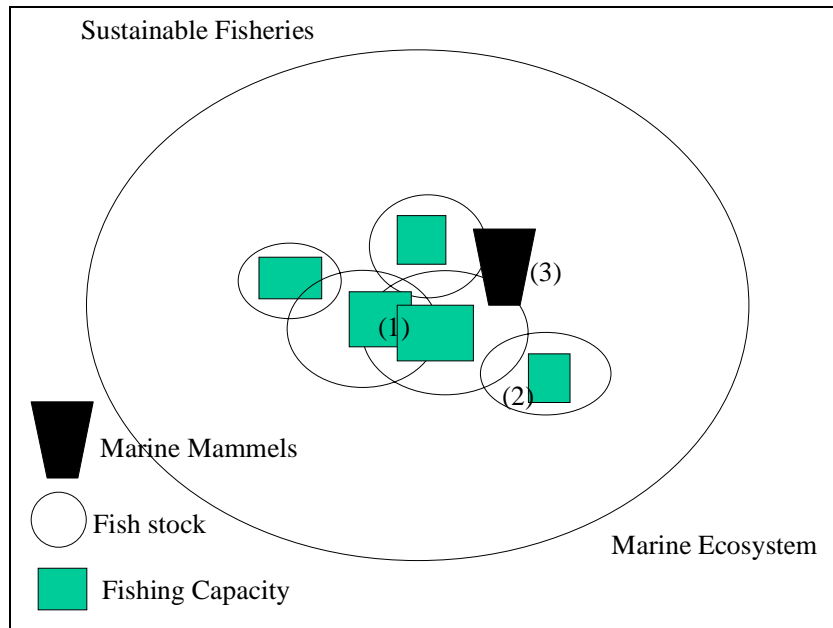 Sustainable Fisheries
(3)
(1)
(2)
Marine Mammels
Fish stock
Marine Ecosystem
Fishing Capacity